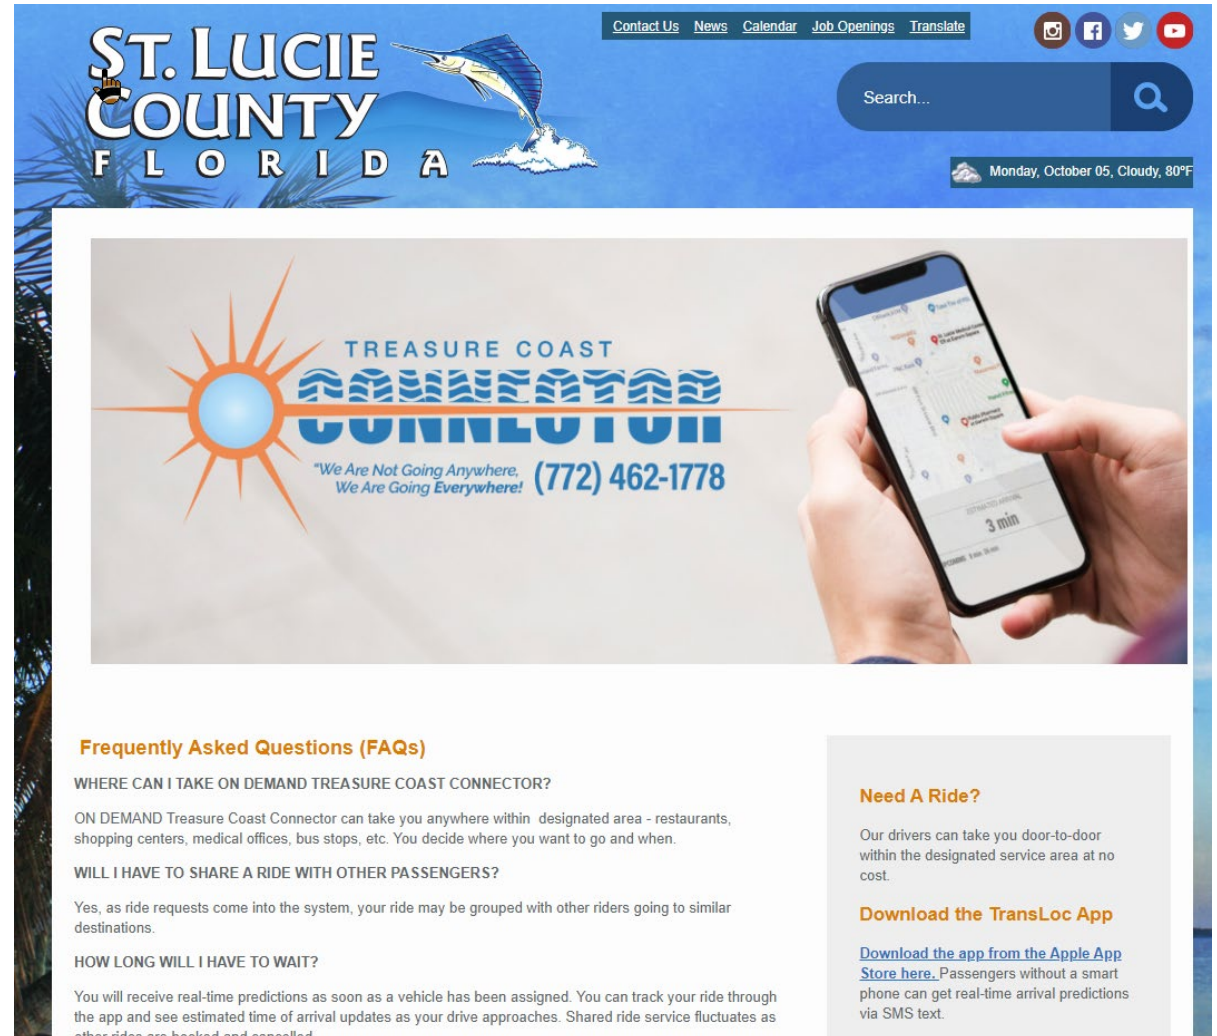 Contact Us News Calendar Job Openings Translate
ST. LUCIE
COUNTY
FLORIDA
Search...
Monday, October 05, Cloudy, 80°F
TREASURE COAST
CONNECTOR
"We Are Not Going Anywhere,
We Are Going Everywhere!
(772) 462-1778
ESTIMATED ARRIVAL
3 min
Frequently Asked Questions (FAQs)
WHERE CAN I TAKE ON DEMAND TREASURE COAST CONNECTOR?
ON DEMAND Treasure Coast Connector can take you anywhere within designated area - restaurants,
shopping centers, medical offices, bus stops, etc. You decide where you want to go and when.
WILL I HAVE TO SHARE A RIDE WITH OTHER PASSENGERS?
Yes, as ride requests come into the system, your ride may be grouped with other riders going to similar
destinations.
HOW LONG WILL I HAVE TO WAIT?
You will receive real-time predictions as soon as a vehicle has been assigned. You can track your ride through
the app and see estimated time of arrival updates as your drive approaches. Shared ride service fluctuates as
other rides are booked and cancelled
Need A Ride?
Our drivers can take you door-to-door
within the designated service area at no
cost.
Download the TransLoc App
Download the app from the Apple App
Store here. Passengers without a smart
phone can get real-time arrival predictions
via SMS text.